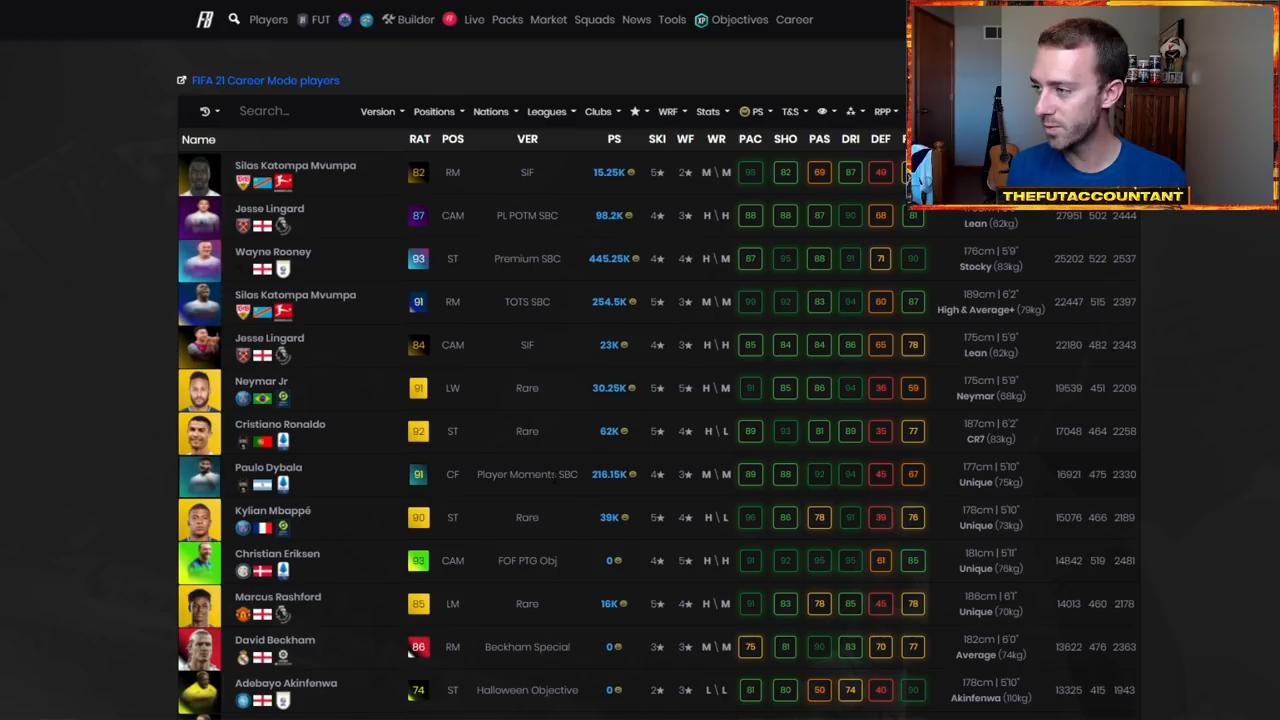 FB Players FUT Builder Live Packs Market Squads News Tools XP Objectives Career
FIFA 21 Career Mode players
Search... Version Positions Nations Leagues Clubs WRF Stats PS T&S RPP
Name RAT POS VER PS SKI WF WR PAC SHO PAS DRI DEF
Silas Katompa Mvumpa 82 RM SIF 15.25K 5★ 2★ M \ M 98 82 69 87 49
Jesse Lingard 87 CAM PL POTM SBC 98.2K 4★ 3★ H \ H 88 88 87 90 68 81 Lean (62kg) 27951 502 2444
Wayne Rooney 93 ST Premium SBC 445.25K 4★ 4★ H \ M 87 95 88 91 71 90 176cm | 5'9" Stocky (83kg) 25202 522 2537
Silas Katompa Mvumpa 91 RM TOTS SBC 254.5K 5★ 3★ M \ M 99 92 83 94 60 87 189cm | 6'2" High & Average+ (79kg) 22447 515 2397
Jesse Lingard 84 CAM SIF 23K 4★ 3★ H \ H 85 84 84 86 65 78 175cm | 5'9" Lean (62kg) 22180 482 2343
Neymar Jr 91 LW Rare 30.25K 5★ 5★ H \ M 91 85 86 94 36 59 175cm | 5'9" Neymar (68kg) 19539 451 2209
Cristiano Ronaldo 92 ST Rare 62K 5★ 4★ H \ L 89 93 81 89 35 77 187cm | 6'2" CR7 (83kg) 17048 464 2258
Paulo Dybala 91 CF Player Moments SBC 216.15K 4★ 3★ M \ M 89 88 92 94 45 67 177cm | 5'10" Unique (75kg) 16921 475 2330
Kylian Mbappé 90 ST Rare 39K 5★ 4★ H \ L 96 86 78 91 39 76 178cm | 5'10" Unique (73kg) 15076 466 2189
Christian Eriksen 93 CAM FOF PTG Obj 0 4★ 5★ H \ M 91 92 95 95 61 85 181cm | 5'11" Unique (76kg) 14842 519 2481
Marcus Rashford 85 LM Rare 16K 5★ 4★ H \ M 91 83 78 85 45 78 186cm | 6'1" Unique (70kg) 14013 460 2178
David Beckham 86 RM Beckham Special 0 3★ 3★ M \ M 75 81 90 83 70 77 182cm | 6'0" Average (74kg) 13622 476 2363
Adebayo Akinfenwa 74 ST Halloween Objective 0 2★ 3★ L \ L 81 80 50 74 40 90 178cm | 5'10" Akinfenwa (110kg) 13325 415 1943
THEFUTACCOUNTANT